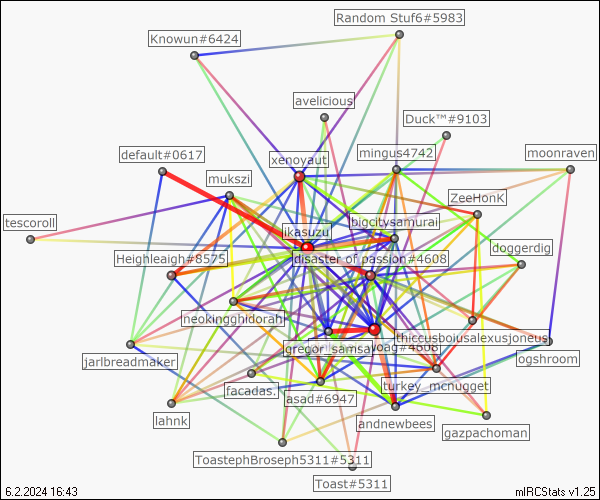 Random Stuf6#5983
Knowun#6424
avelicious
Duck™#9103
default#0617
xenoyaut
mingus4742
moonraven
mukszi
ZeeHonK
tescoroll
bigcitysamurai
ikasuzu
doggerdig
Heighleaigh#8575
disaster of passion#4608
neokingghidorah
thiccusboiusalexusjoneus
gregor_samsa
jarlbreadmaker
ogshroom
facadas.
turkey_mcnugget
asad#6947
lahnk
andnewbees
gazpachoman
ToastephBroseph5311#5311
Toast#5311
6.2.2024 16:43
mIRCStats v1.25